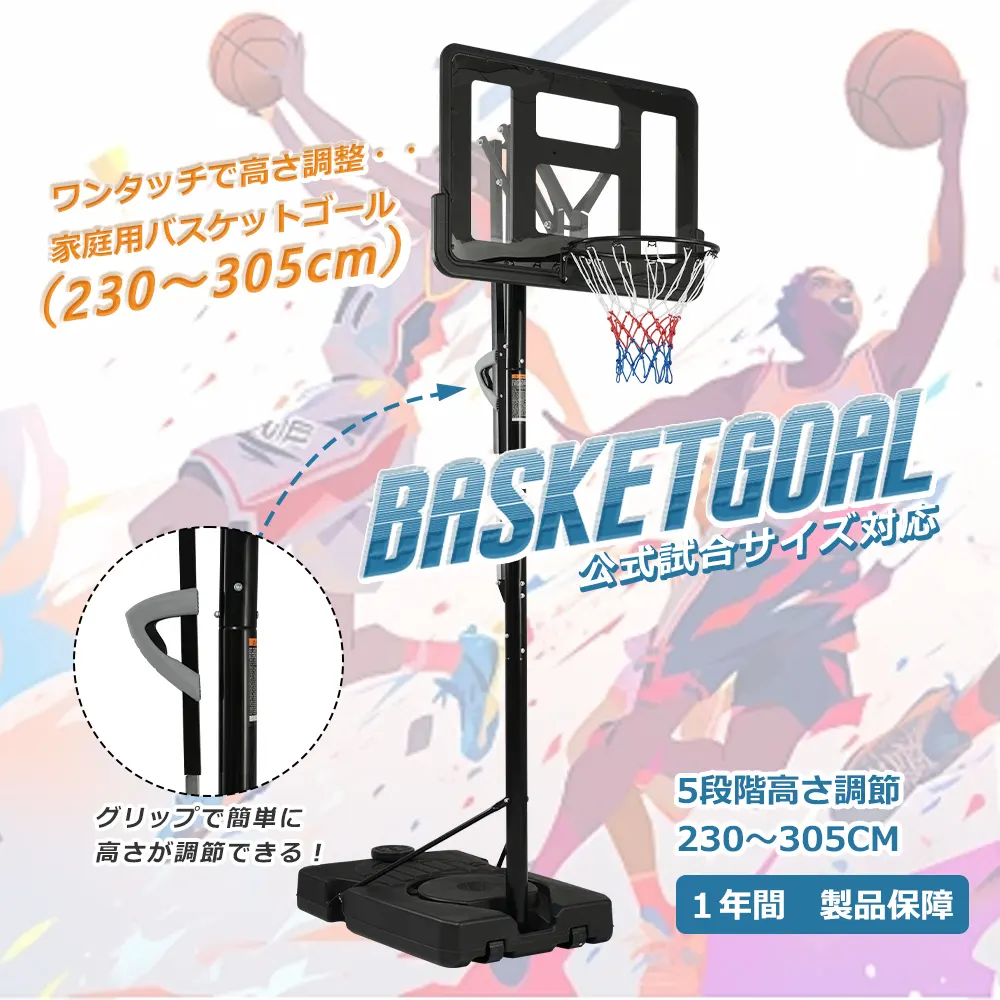 ワンタッチで高さ調整・・
家庭用バスケットゴール
（230～305cm）
BASKETGOAL
公式試合サイズ対応
グリップで簡単に
高さが調節できる！
5段階高さ調節
230～305CM
１年間　製品保障